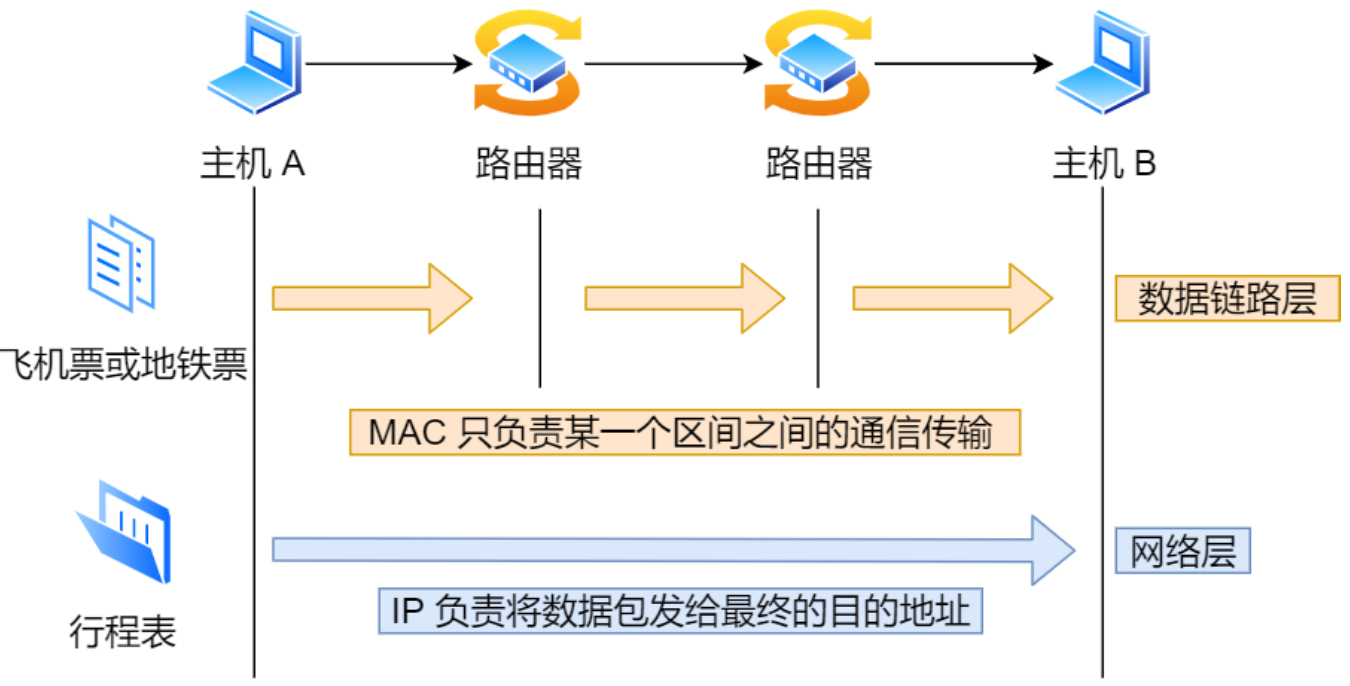 主机 A
路由器
路由器
主机 B
数据链路层
飞机票或地铁票
MAC 只负责某一个区间之间的通信传输
网络层
IP 负责将数据包发给最终的目的地址
行程表